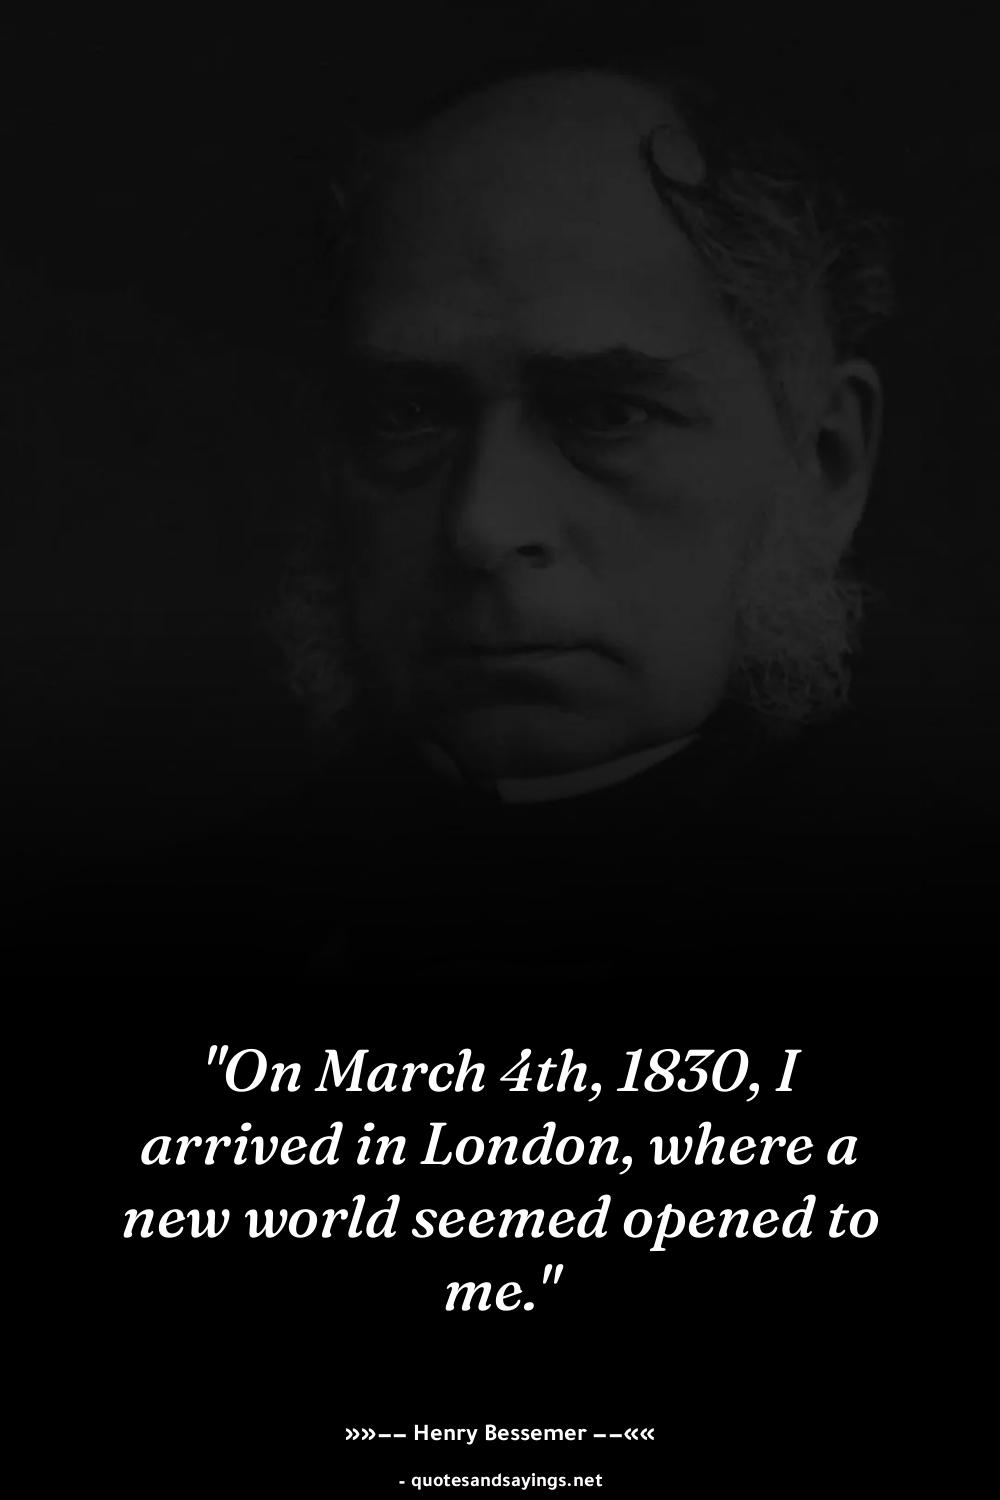 "On March 4th, 1830, I
arrived in London, where a
new world seemed opened to
me."
»»−− Henry Bessemer −−««
- quotesandsayings.net